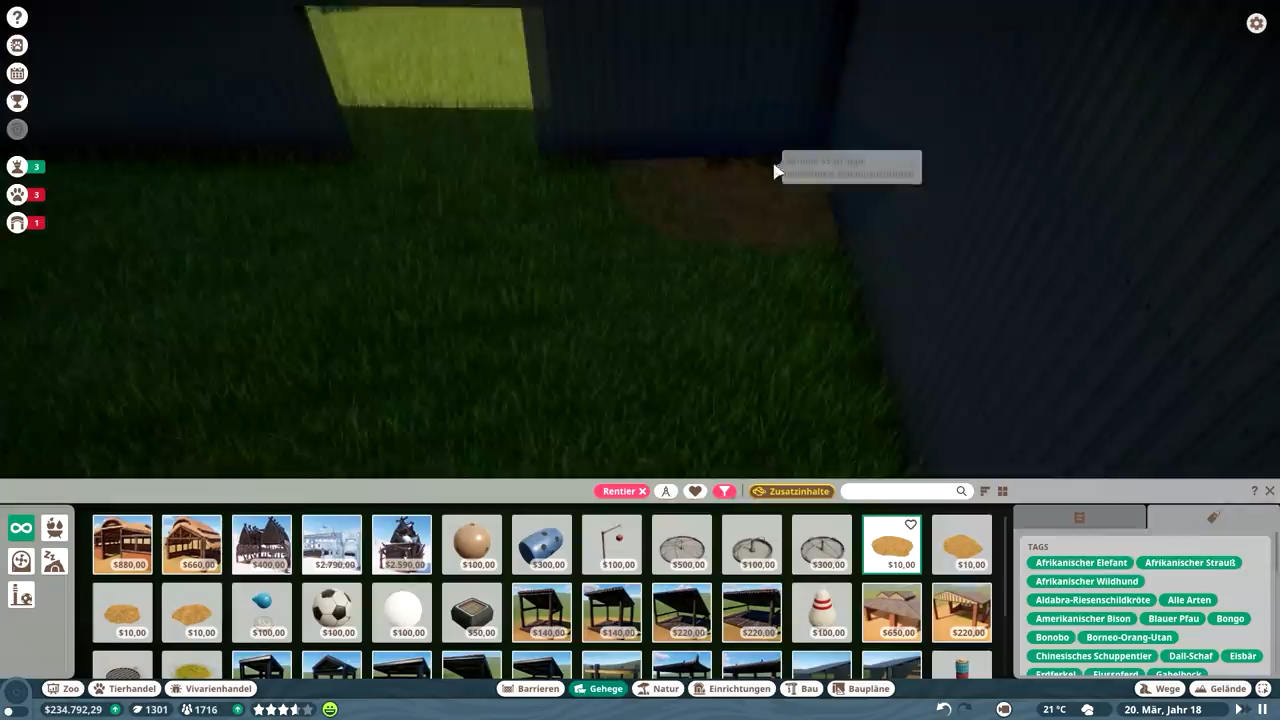 ?
3
3
1
Rentier ×
Zusatzinhalte
? ×
$880,00
$660,00
$400,00
$2.790,00
$2.590,00
$100,00
$300,00
$100,00
$500,00
$100,00
$300,00
$10,00
$10,00
$10,00
$10,00
$100,00
$100,00
$100,00
$50,00
$140,00
$140,00
$220,00
$220,00
$100,00
$650,00
$220,00
TAGS
Afrikanischer Elefant
Afrikanischer Strauß
Afrikanischer Wildhund
Aldabra-Riesenschildkröte
Alle Arten
Amerikanischer Bison
Blauer Pfau
Bongo
Bonobo
Borneo-Orang-Utan
Chinesisches Schuppentier
Dall-Schaf
Eisbär
Erdferkel
Flusspferd
Gabelbock
Zoo
Tierhandel
Vivarienhandel
Barrieren
Gehege
Natur
Einrichtungen
Bau
Baupläne
Wege
Gelände
$234.792,29
1301
1716
21 °C
20. Mär, Jahr 18